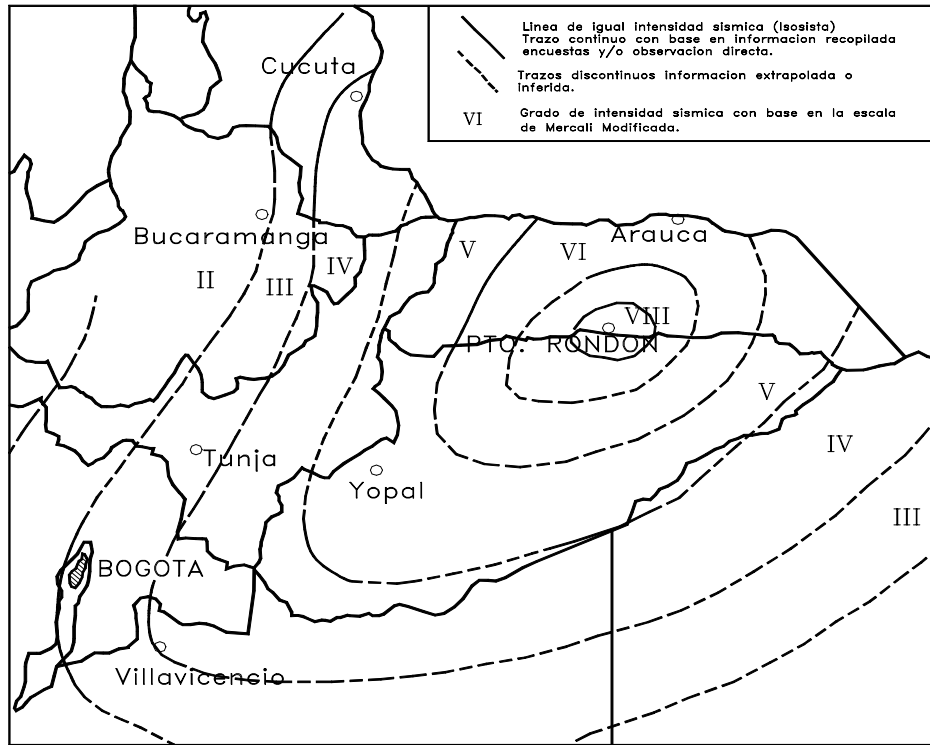 Linea de igual intensidad sismica (Isosista)
Trazo continuo con base en informacion recopilada
encuestas y/o observacion directa.
Trazos discontinuos informacion extrapolada o
inferida.
VI
Grado de intensidad sismica con base en la escala
de Mercali Modificada.
Cucuta
Bucaramanga
Arauca
II
III
IV
V
VI
VIII
PTO. RONDON
V
IV
Tunja
Yopal
III
BOGOTA
Villavicencio